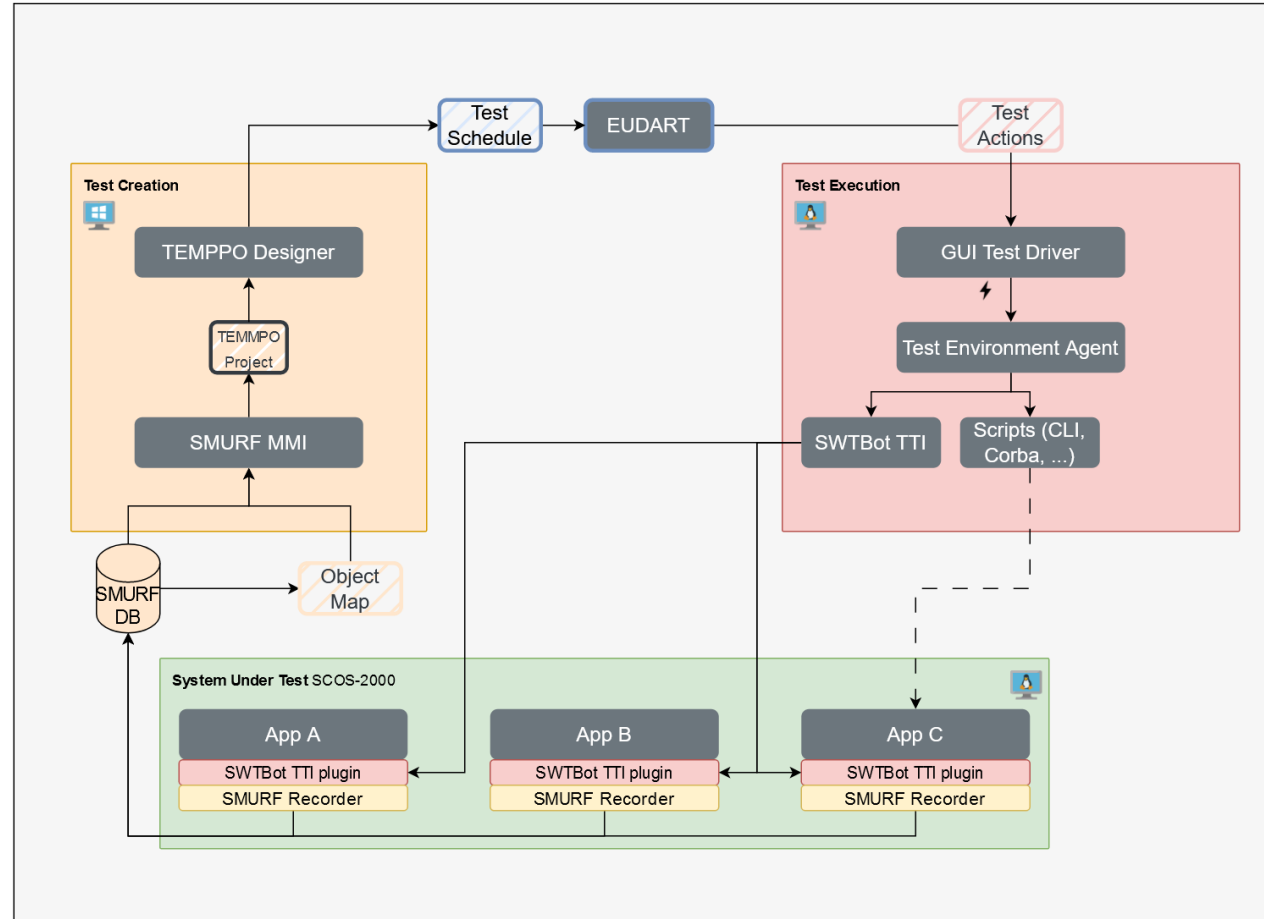 Test
Schedule
EUDART
Test
Actions
Test Creation
TEMPPO Designer
TEMMPO
Project
SMURF MMI
SMURF
DB
Object
Map
Test Execution
GUI Test Driver
Test Environment Agent
SWTBot TTI
Scripts (CLI,
Corba, ...)
System Under Test SCOS-2000
App A
SWTBot TTI plugin
SMURF Recorder
App B
SWTBot TTI plugin
SMURF Recorder
App C
SWTBot TTI plugin
SMURF Recorder